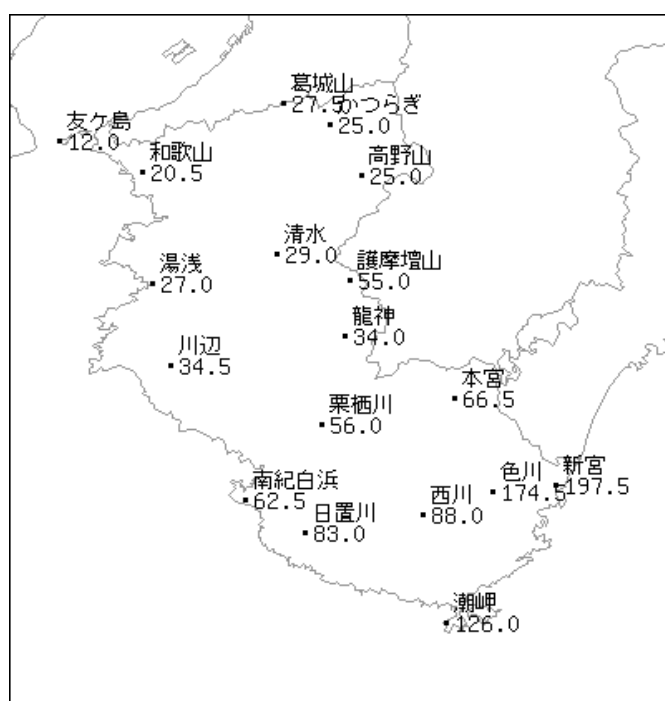 葛城山
27.5
かつらぎ
25.0
友ケ島
12.0
和歌山
20.5
高野山
25.0
清水
29.0
湯浅
27.0
護摩壇山
55.0
龍神
34.0
川辺
34.5
本宮
66.5
栗栖川
56.0
新宮
197.5
色川
174.5
南紀白浜
62.5
西川
88.0
日置川
83.0
潮岬
126.0